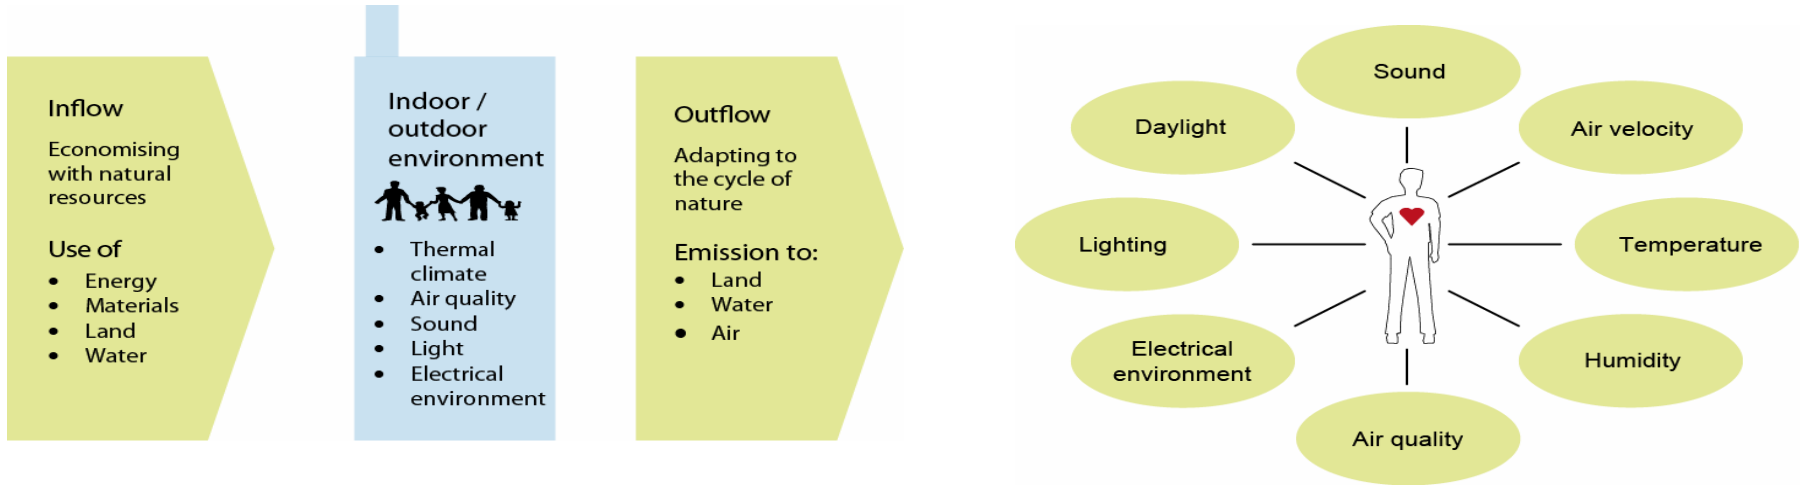 Inflow
Economising
with natural
resources
Use of
• Energy
• Materials
• Land
• Water
Indoor /
outdoor
environment
• Thermal
climate
• Air quality
• Sound
• Light
• Electrical
environment
Outflow
Adapting to
the cycle of
nature
Emission to:
• Land
• Water
• Air
Sound
Daylight
Air velocity
Lighting
Temperature
Electrical
environment
Humidity
Air quality